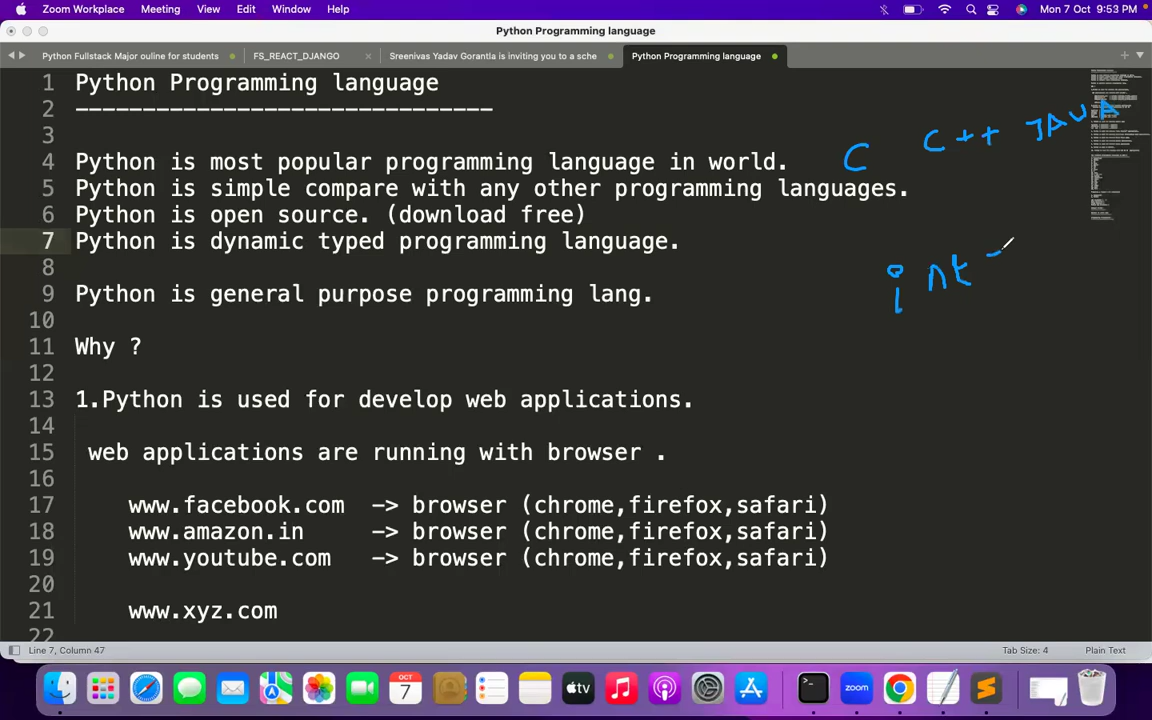 Zoom Workplace Meeting View Edit Window Help Mon 7 Oct 9:53 PM
Python Programming language
Python Fullstack Major ouline for students FS_REACT_DJANGO Sreenivas Yadav Gorantla is inviting you to a sche Python Programming language
1 Python Programming language
2 -------------------------------
3
4 Python is most popular programming language in world.
C C++ JAVA
5 Python is simple compare with any other programming languages.
6 Python is open source. (download free)
7 Python is dynamic typed programming language.
int
8
9 Python is general purpose programming lang.
10
11 Why ?
12
13 1.Python is used for develop web applications.
14
15 web applications are running with browser .
16
17 www.facebook.com -> browser (chrome,firefox,safari)
18 www.amazon.in -> browser (chrome,firefox,safari)
19 www.youtube.com -> browser (chrome,firefox,safari)
20
21 www.xyz.com
22
Line 7, Column 47 Tab Size: 4 Plain Text
OCT
7
tv
zoom